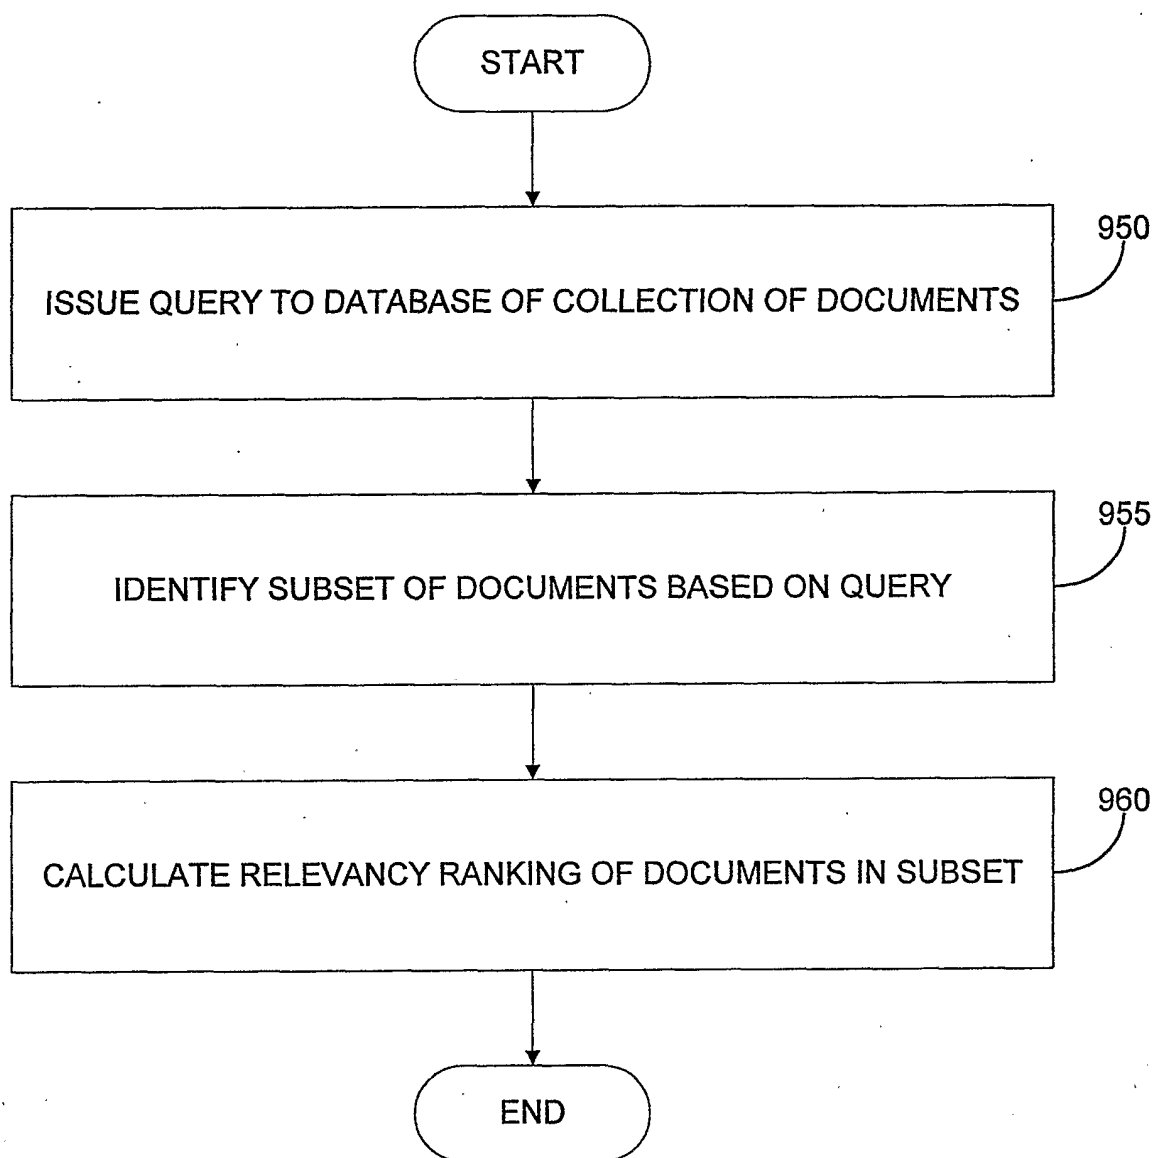 START
950
ISSUE QUERY TO DATABASE OF COLLECTION OF DOCUMENTS
955
IDENTIFY SUBSET OF DOCUMENTS BASED ON QUERY
960
CALCULATE RELEVANCY RANKING OF DOCUMENTS IN SUBSET
END